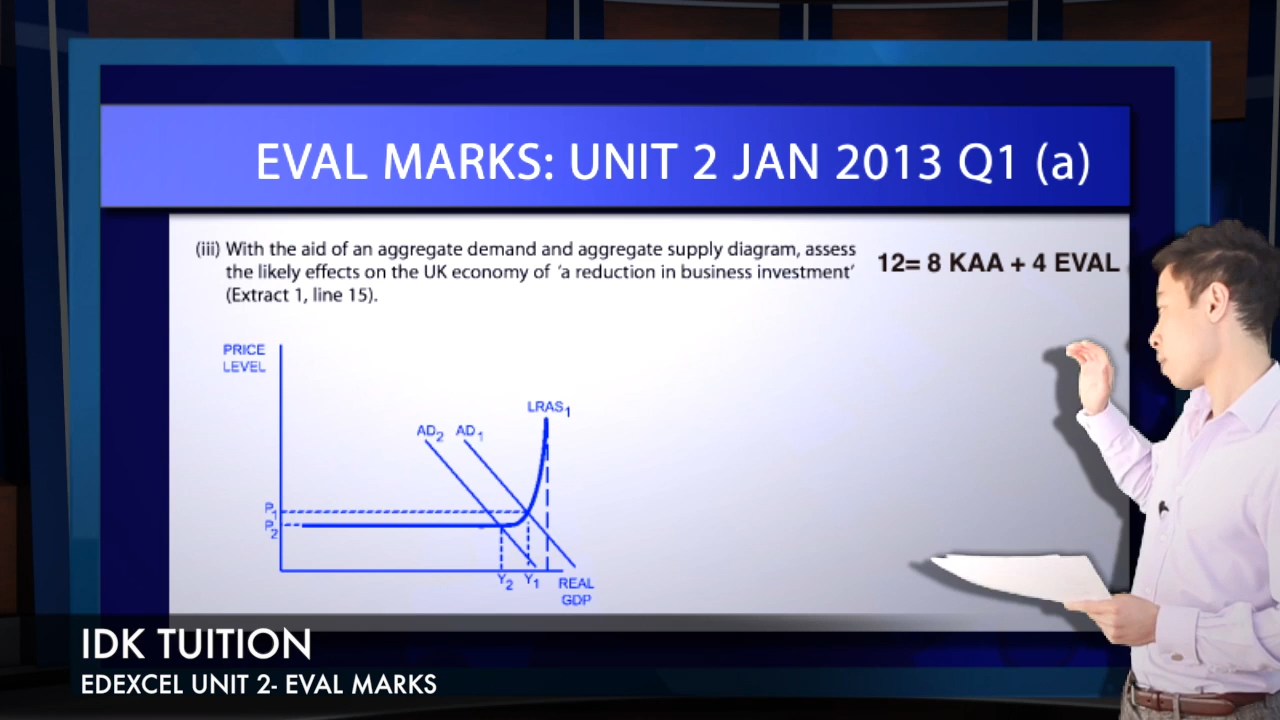 EVAL MARKS: UNIT 2 JAN 2013 Q1 (a)
(iii) With the aid of an aggregate demand and aggregate supply diagram, assess
the likely effects on the UK economy of 'a reduction in business investment'
(Extract 1, line 15).
12= 8 KAA + 4 EVAL
PRICE
LEVEL
LRAS1
AD2 AD1
P1
P2
Y2 Y1 REAL
GDP
IDK TUITION
EDEXCEL UNIT 2- EVAL MARKS